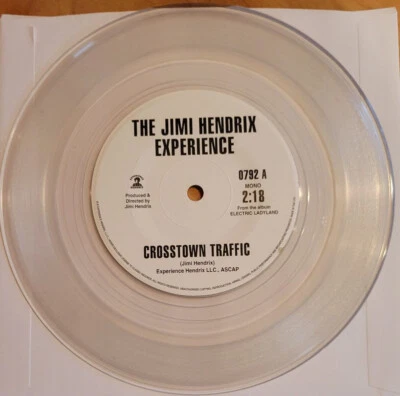 THE JIMI HENDRIX
EXPERIENCE
0792 A
MONO
2:18
From the album
ELECTRIC LADYLAND
Produced &
Directed by
Jimi Hendrix
CROSSTOWN TRAFFIC
(Jimi Hendrix)
Experience Hendrix LLC., ASCAP